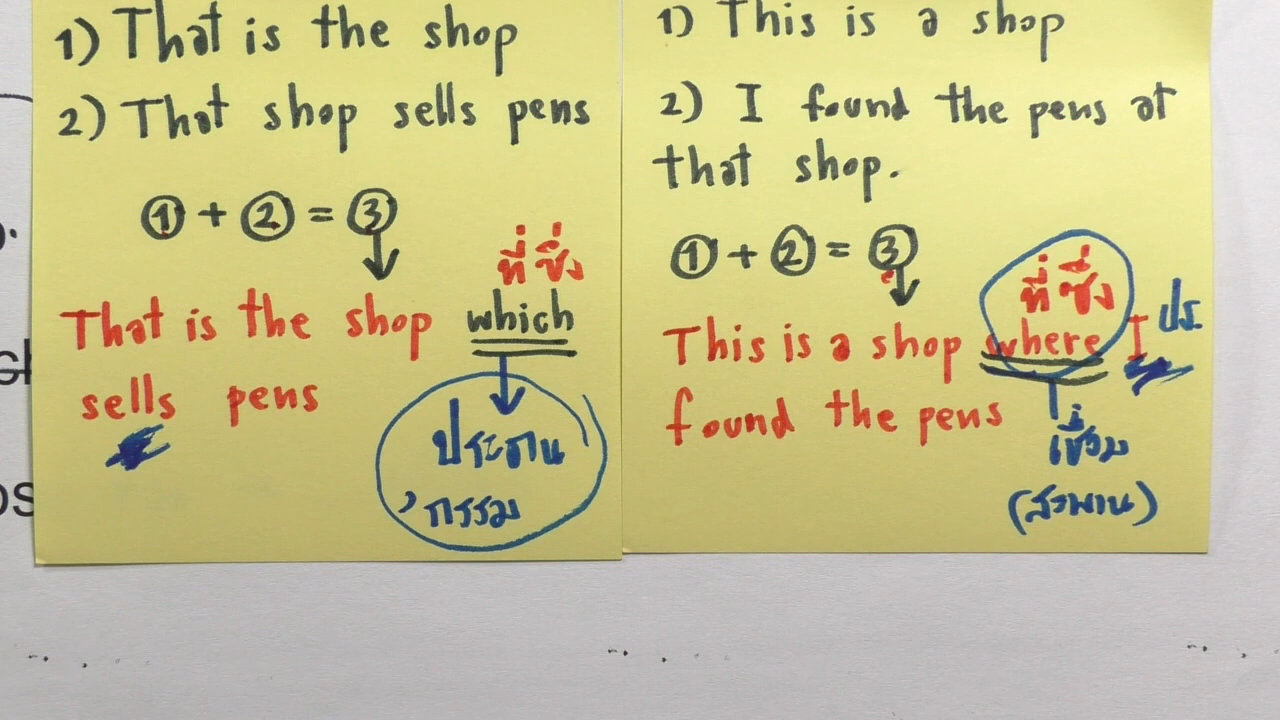 1) That is the shop
2) That shop sells pens
① + ② = ③
ที่ ซึ่ง
That is the shop which
sells pens
ประธาน
กรรม
1) This is a shop
2) I found the pens at
that shop.
① + ② = ③
ที่ ซึ่ง
ปร.
This is a shop where I
found the pens
เชื่อม
(สะพาน)